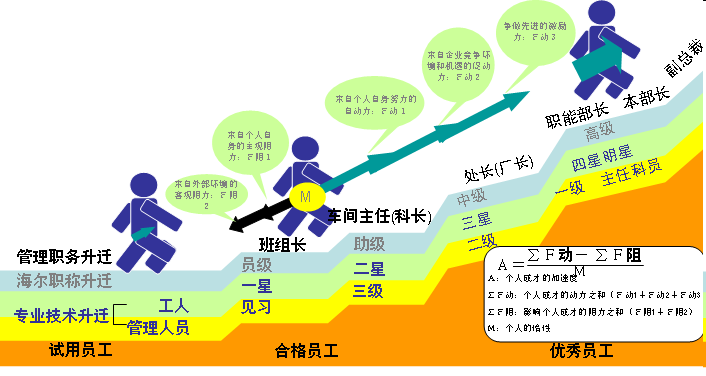 争做先进的激励
力：F动3
来自企业竞争环
境和机遇的促动
力：F动2
来自个人自身努力的
自动力：F动1
来自个人自
身的主观阻
力：F阻1
来自外部环境的
客观阻力：F阻
2
M
副总裁
本部长
职能部长
高级
四星明星
一级 主任科员
处长(厂长)
中级
三星
二级
车间主任(科长)
助级
二星
三级
班组长
员级
一星
见习
管理职务升迁
海尔职称升迁
专业技术升迁
工人
管理人员
试用员工
合格员工
优秀员工
A＝ΣF动－ΣF阻
M
A：个人成才的加速度
ΣF动：个人成才的动力之和（F动1＋F动2＋F动3
ΣF阻：影响个人成才的阻力之和（F阻1＋F阻2）
M：个人的惰性